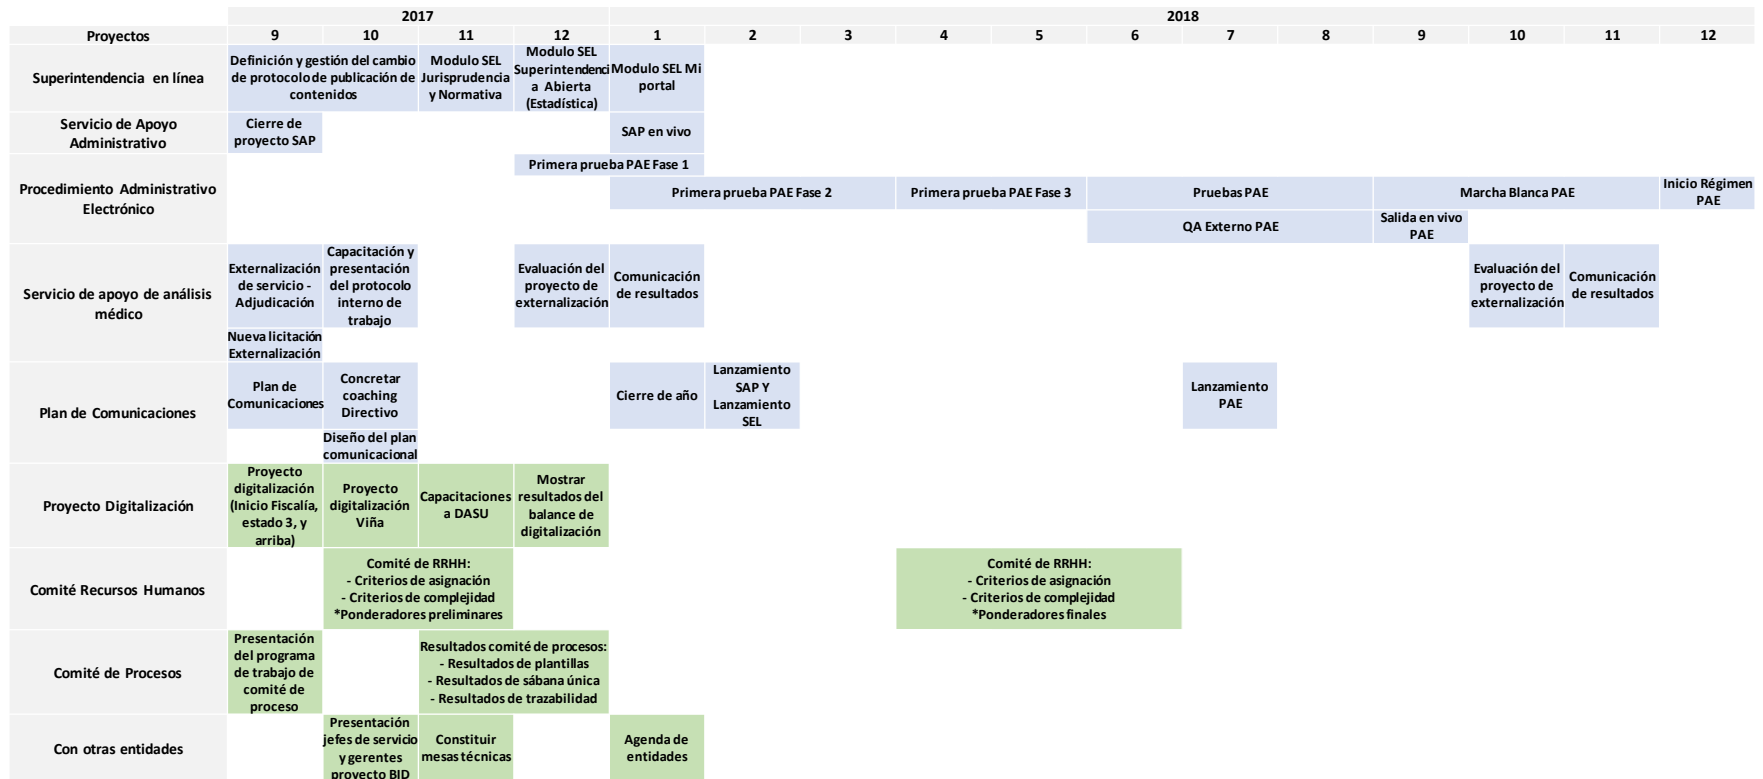 2017
2018
Proyectos
9
10
11
12
1
2
3
4
5
6
7
8
9
10
11
12
Superintendencia en línea
Definición y gestión del cambio
de protocolo de publicación de
contenidos
Modulo SEL
Jurisprudencia
y Normativa
Modulo SEL
Superintendenci
a Abierta
(Estadística)
Modulo SEL Mi
portal
Servicio de Apoyo
Administrativo
Cierre de
proyecto SAP
SAP en vivo
Procedimiento Administrativo
Electrónico
Primera prueba PAE Fase 1
Primera prueba PAE Fase 2
Primera prueba PAE Fase 3
Pruebas PAE
Marcha Blanca PAE
Inicio Régimen
PAE
QA Externo PAE
Salida en vivo
PAE
Servicio de apoyo de análisis
médico
Externalización
de servicio -
Adjudicación
Capacitación y
presentación
del protocolo
interno de
trabajo
Evaluación del
proyecto de
externalización
Comunicación
de resultados
Evaluación del
proyecto de
externalización
Comunicación
de resultados
Nueva licitación
Externalización
Plan de Comunicaciones
Plan de
Comunicaciones
Concretar
coaching
Directivo
Cierre de año
Lanzamiento
SAP Y
Lanzamiento
SEL
Lanzamiento
PAE
Diseño del plan
comunicacional
Proyecto Digitalización
Proyecto
digitalización
(Inicio Fiscalía,
estado 3, y
arriba)
Proyecto
digitalización
Viña
Capacitaciones
a DASU
Mostrar
resultados del
balance de
digitalización
Comité Recursos Humanos
Comité de RRHH:
- Criterios de asignación
- Criterios de complejidad
*Ponderadores preliminares
Comité de RRHH:
- Criterios de asignación
- Criterios de complejidad
*Ponderadores finales
Comité de Procesos
Presentación
del programa
de trabajo de
comité de
proceso
Resultados comité de procesos:
- Resultados de plantillas
- Resultados de sábana única
- Resultados de trazabilidad
Con otras entidades
Presentación
jefes de servicio
y gerentes
proyecto BID
Constituir
mesas técnicas
Agenda de
entidades